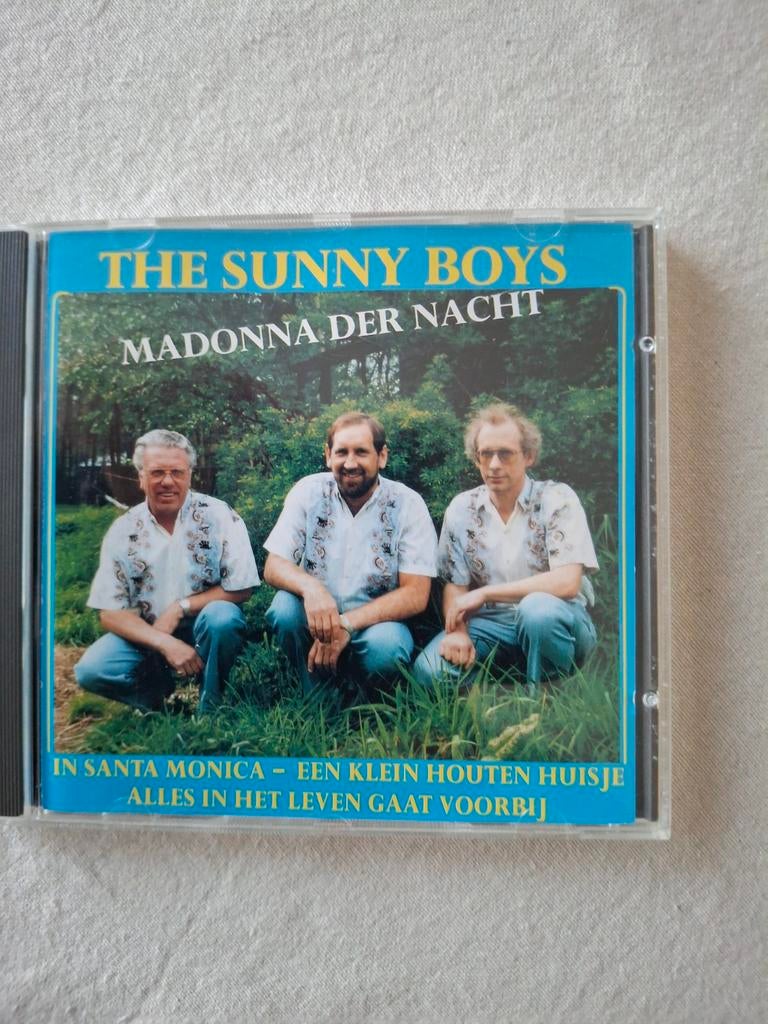 THE SUNNY BOYS
MADONNA DER NACHT
IN SANTA MONICA – EEN KLEIN HOUTEN HUISJE
ALLES IN HET LEVEN GAAT VOORBIJ